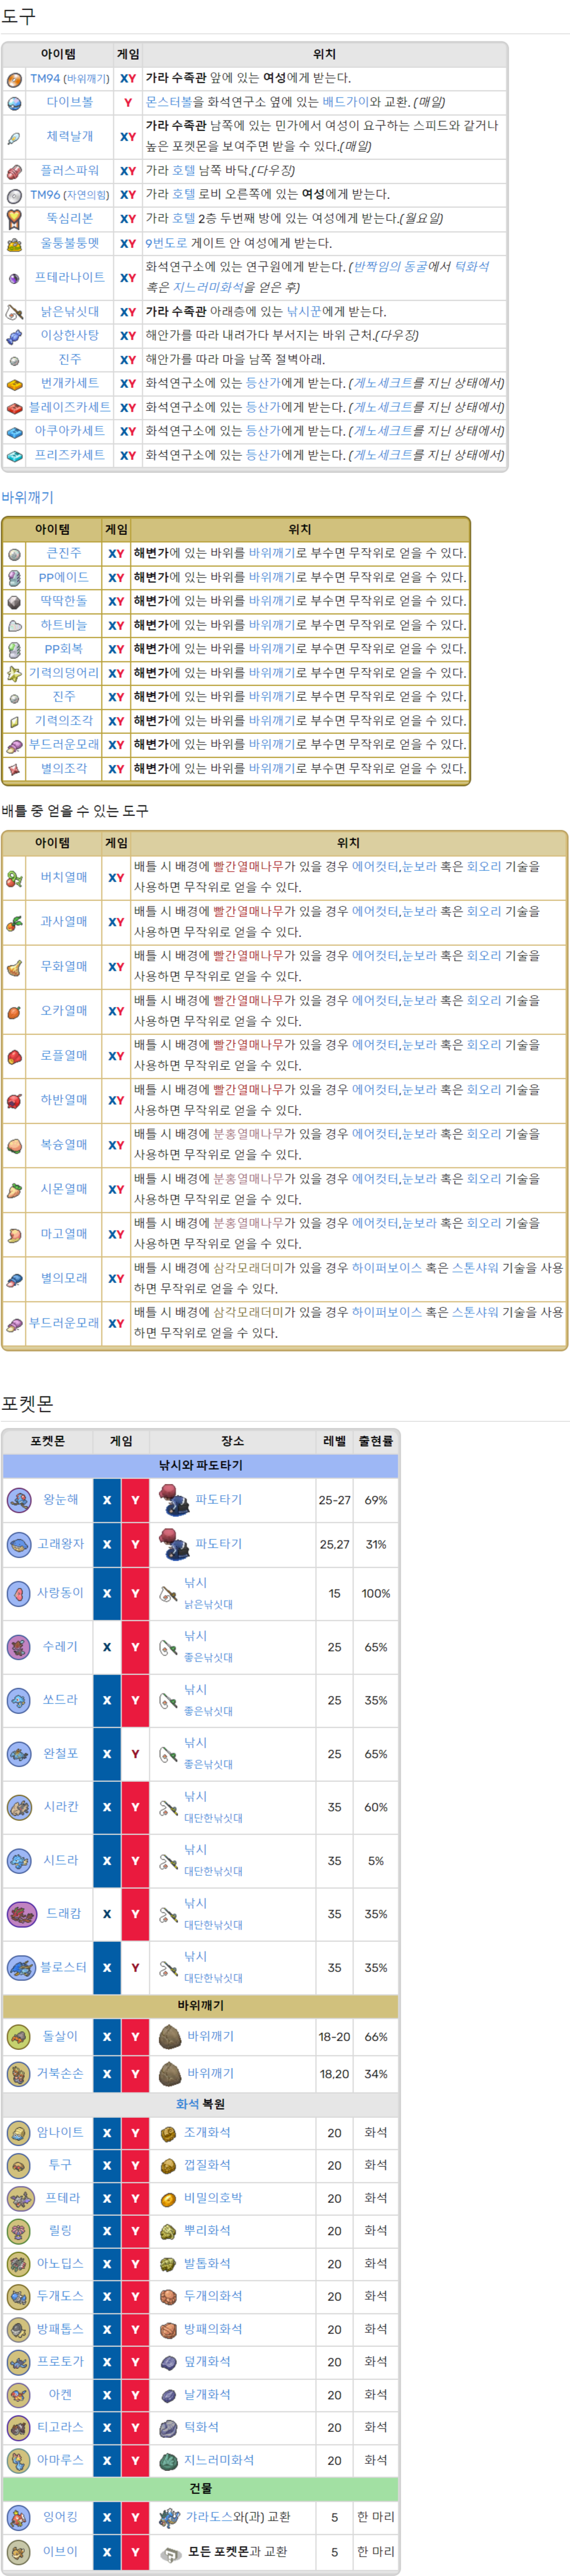 도구
아이템 게임 위치
TM94 (바위깨기) XY 가라 수족관 앞에 있는 여성에게 받는다.
다이브볼 Y 몬스터볼을 화석연구소 옆에 있는 배드가이와 교환. (매일)
체력날개 XY 가라 수족관 남쪽에 있는 민가에서 여성이 요구하는 스피드와 같거나
높은 포켓몬을 보여주면 받을 수 있다.(매일)
플러스파워 XY 가라 호텔 남쪽 바닷.(다우징)
TM96 (자연의힘) XY 가라 호텔 로비 오른쪽에 있는 여성에게 받는다.
뚝심리본 XY 가라 호텔 2층 두번째 방에 있는 여성에게 받는다.(월요일)
울퉁불퉁멧 XY 9번도로 게이트 안 여성에게 받는다.
프테라나이트 XY 화석연구소에 있는 연구원에게 받는다. (반짝임의 동굴에서 턱화석
혹은 지느러미화석을 얻은 후)
낡은낚싯대 XY 가라 수족관 아래층에 있는 낚시꾼에게 받는다.
이상한사탕 XY 해안가를 따라 내려가다 부서지는 바위 근처.(다우징)
진주 XY 해안가를 따라 마을 남쪽 절벽아래.
번개카세트 XY 화석연구소에 있는 등산가에게 받는다. (게노세크트를 지닌 상태에서)
블레이즈카세트 XY 화석연구소에 있는 등산가에게 받는다. (게노세크트를 지닌 상태에서)
아쿠아카세트 XY 화석연구소에 있는 등산가에게 받는다. (게노세크트를 지닌 상태에서)
프리즈카세트 XY 화석연구소에 있는 등산가에게 받는다. (게노세크트를 지닌 상태에서)
바위깨기
아이템 게임 위치
큰진주 XY 해변가에 있는 바위를 바위깨기로 부수면 무작위로 얻을 수 있다.
PP에이드 XY 해변가에 있는 바위를 바위깨기로 부수면 무작위로 얻을 수 있다.
딱딱한돌 XY 해변가에 있는 바위를 바위깨기로 부수면 무작위로 얻을 수 있다.
하트비늘 XY 해변가에 있는 바위를 바위깨기로 부수면 무작위로 얻을 수 있다.
PP회복 XY 해변가에 있는 바위를 바위깨기로 부수면 무작위로 얻을 수 있다.
기력의덩어리 XY 해변가에 있는 바위를 바위깨기로 부수면 무작위로 얻을 수 있다.
진주 XY 해변가에 있는 바위를 바위깨기로 부수면 무작위로 얻을 수 있다.
기력의조각 XY 해변가에 있는 바위를 바위깨기로 부수면 무작위로 얻을 수 있다.
부드러운모래 XY 해변가에 있는 바위를 바위깨기로 부수면 무작위로 얻을 수 있다.
별의조각 XY 해변가에 있는 바위를 바위깨기로 부수면 무작위로 얻을 수 있다.
배틀 중 얻을 수 있는 도구
아이템 게임 위치
버치열매 XY 배틀 시 배경에 빨간열매나무가 있을 경우 에어컷터,눈보라 혹은 회오리 기술을
사용하면 무작위로 얻을 수 있다.
과사열매 XY 배틀 시 배경에 빨간열매나무가 있을 경우 에어컷터,눈보라 혹은 회오리 기술을
사용하면 무작위로 얻을 수 있다.
무화열매 XY 배틀 시 배경에 빨간열매나무가 있을 경우 에어컷터,눈보라 혹은 회오리 기술을
사용하면 무작위로 얻을 수 있다.
오카열매 XY 배틀 시 배경에 빨간열매나무가 있을 경우 에어컷터,눈보라 혹은 회오리 기술을
사용하면 무작위로 얻을 수 있다.
로플열매 XY 배틀 시 배경에 빨간열매나무가 있을 경우 에어컷터,눈보라 혹은 회오리 기술을
사용하면 무작위로 얻을 수 있다.
하반열매 XY 배틀 시 배경에 빨간열매나무가 있을 경우 에어컷터,눈보라 혹은 회오리 기술을
사용하면 무작위로 얻을 수 있다.
복슝열매 XY 배틀 시 배경에 분홍열매나무가 있을 경우 에어컷터,눈보라 혹은 회오리 기술을
사용하면 무작위로 얻을 수 있다.
시몬열매 XY 배틀 시 배경에 분홍열매나무가 있을 경우 에어컷터,눈보라 혹은 회오리 기술을
사용하면 무작위로 얻을 수 있다.
마고열매 XY 배틀 시 배경에 분홍열매나무가 있을 경우 에어컷터,눈보라 혹은 회오리 기술을
사용하면 무작위로 얻을 수 있다.
별의모래 XY 배틀 시 배경에 삼각모래더미가 있을 경우 하이퍼보이스 혹은 스톤샤워 기술을 사용
하면 무작위로 얻을 수 있다.
부드러운모래 XY 배틀 시 배경에 삼각모래더미가 있을 경우 하이퍼보이스 혹은 스톤샤워 기술을 사용
하면 무작위로 얻을 수 있다.
포켓몬
포켓몬 게임 장소 레벨 출현률
낚시와 파도타기
왕눈해 X Y 파도타기 25-27 69%
고래왕자 X Y 파도타기 25,27 31%
사랑동이 X Y 낚시 15 100%
낡은낚싯대
수레기 X Y 낚시 25 65%
좋은낚싯대
쏘드라 X Y 낚시 25 35%
좋은낚싯대
완철포 X Y 낚시 25 65%
좋은낚싯대
시라칸 X Y 낚시 35 60%
대단한낚싯대
시드라 X Y 낚시 35 5%
대단한낚싯대
드래캄 X Y 낚시 35 35%
대단한낚싯대
블로스터 X Y 낚시 35 35%
대단한낚싯대
바위깨기
돌살이 X Y 바위깨기 18-20 66%
거북손손 X Y 바위깨기 18,20 34%
화석 복원
암나이트 X Y 조개화석 20 화석
투구 X Y 껍질화석 20 화석
프테라 X Y 비밀의호박 20 화석
릴링 X Y 뿌리화석 20 화석
아노딥스 X Y 발톱화석 20 화석
두개도스 X Y 두개의화석 20 화석
방패톱스 X Y 방패의화석 20 화석
프로토가 X Y 덮개화석 20 화석
아켄 X Y 날개화석 20 화석
티고라스 X Y 턱화석 20 화석
아마루스 X Y 지느러미화석 20 화석
건물
잉어킹 X Y 갸라도스와(과) 교환 5 한 마리
이브이 X Y 모든 포켓몬과 교환 5 한 마리